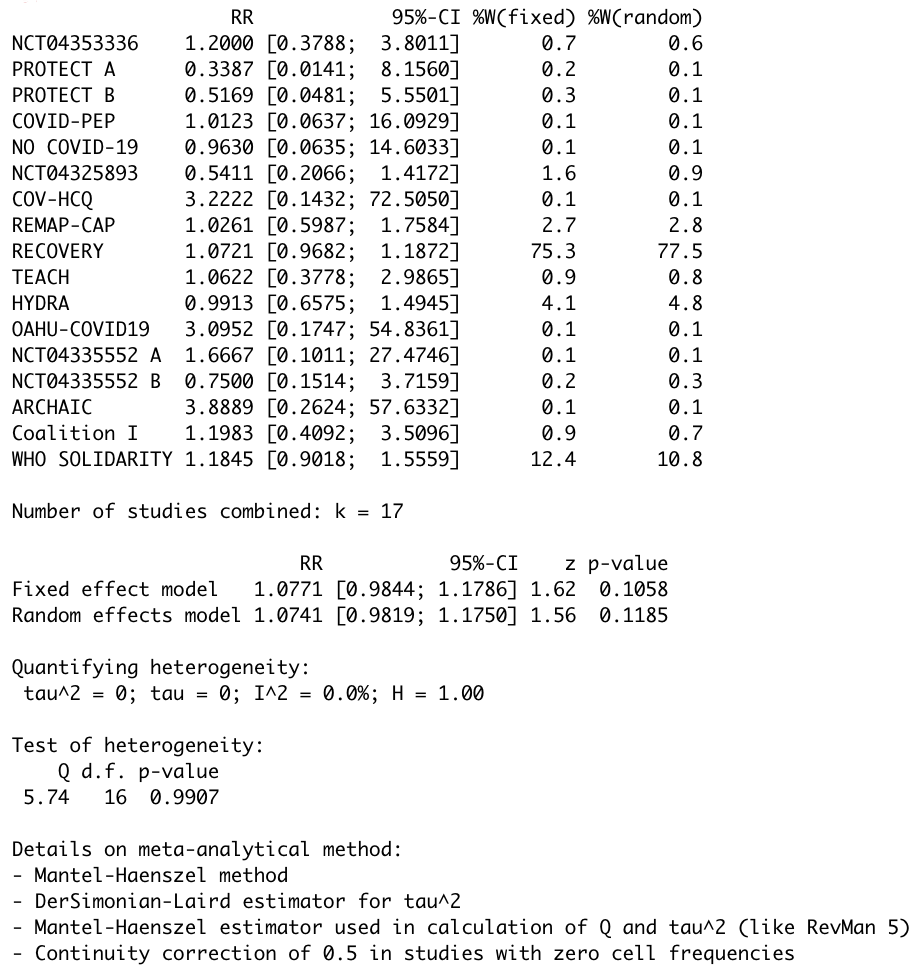 RR 95%-CI %W(fixed) %W(random)
NCT04353336 1.2000 [0.3788; 3.8011] 0.7 0.6
PROTECT A 0.3387 [0.0141; 8.1560] 0.2 0.1
PROTECT B 0.5169 [0.0481; 5.5501] 0.3 0.1
COVID-PEP 1.0123 [0.0637; 16.0929] 0.1 0.1
NO COVID-19 0.9630 [0.0635; 14.6033] 0.1 0.1
NCT04325893 0.5411 [0.2066; 1.4172] 1.6 0.9
COV-HCQ 3.2222 [0.1432; 72.5050] 0.1 0.1
REMAP-CAP 1.0261 [0.5987; 1.7584] 2.7 2.8
RECOVERY 1.0721 [0.9682; 1.1872] 75.3 77.5
TEACH 1.0622 [0.3778; 2.9865] 0.9 0.8
HYDRA 0.9913 [0.6575; 1.4945] 4.1 4.8
OAHU-COVID19 3.0952 [0.1747; 54.8361] 0.1 0.1
NCT04335552 A 1.6667 [0.1011; 27.4746] 0.1 0.1
NCT04335552 B 0.7500 [0.1514; 3.7159] 0.2 0.3
ARCHAIC 3.8889 [0.2624; 57.6332] 0.1 0.1
Coalition I 1.1983 [0.4092; 3.5096] 0.9 0.7
WHO SOLIDARITY 1.1845 [0.9018; 1.5559] 12.4 10.8
Number of studies combined: k = 17
RR 95%-CI z p-value
Fixed effect model 1.0771 [0.9844; 1.1786] 1.62 0.1058
Random effects model 1.0741 [0.9819; 1.1750] 1.56 0.1185
Quantifying heterogeneity:
tau^2 = 0; tau = 0; I^2 = 0.0%; H = 1.00
Test of heterogeneity:
Q d.f. p-value
5.74 16 0.9907
Details on meta-analytical method:
- Mantel-Haenszel method
- DerSimonian-Laird estimator for tau^2
- Mantel-Haenszel estimator used in calculation of Q and tau^2 (like RevMan 5)
- Continuity correction of 0.5 in studies with zero cell frequencies